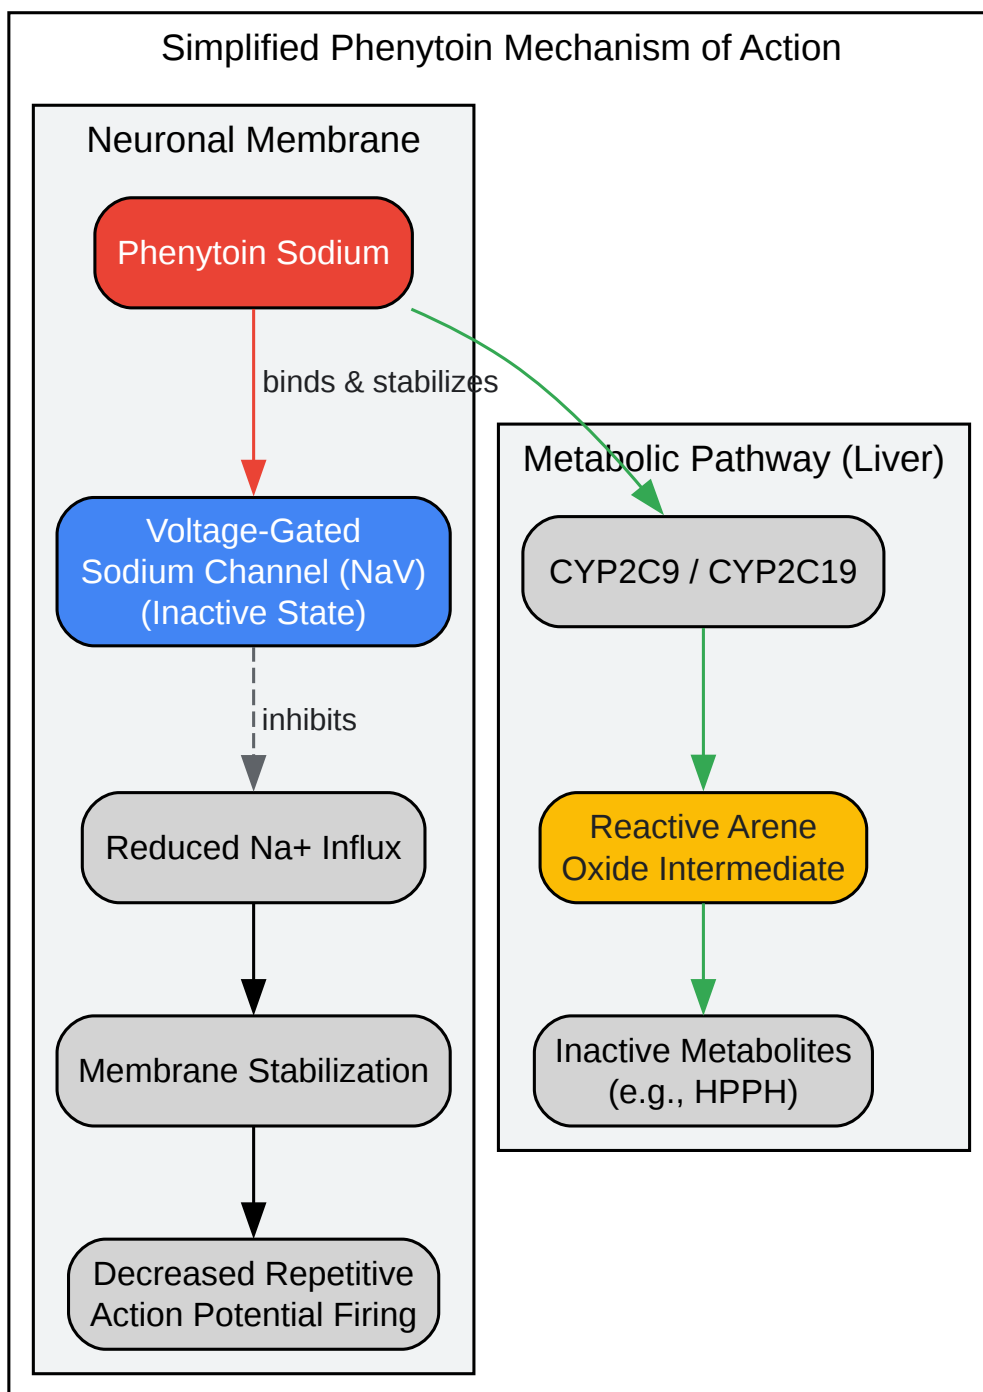 Simplified Phenytoin Mechanism of Action
Neuronal Membrane
Phenytoin Sodium
binds & stabilizes
Voltage-Gated
Sodium Channel (NaV)
(Inactive State)
inhibits
Reduced Na+ Influx
Membrane Stabilization
Decreased Repetitive
Action Potential Firing
Metabolic Pathway (Liver)
CYP2C9 / CYP2C19
Reactive Arene
Oxide Intermediate
Inactive Metabolites
(e.g., HPPH)